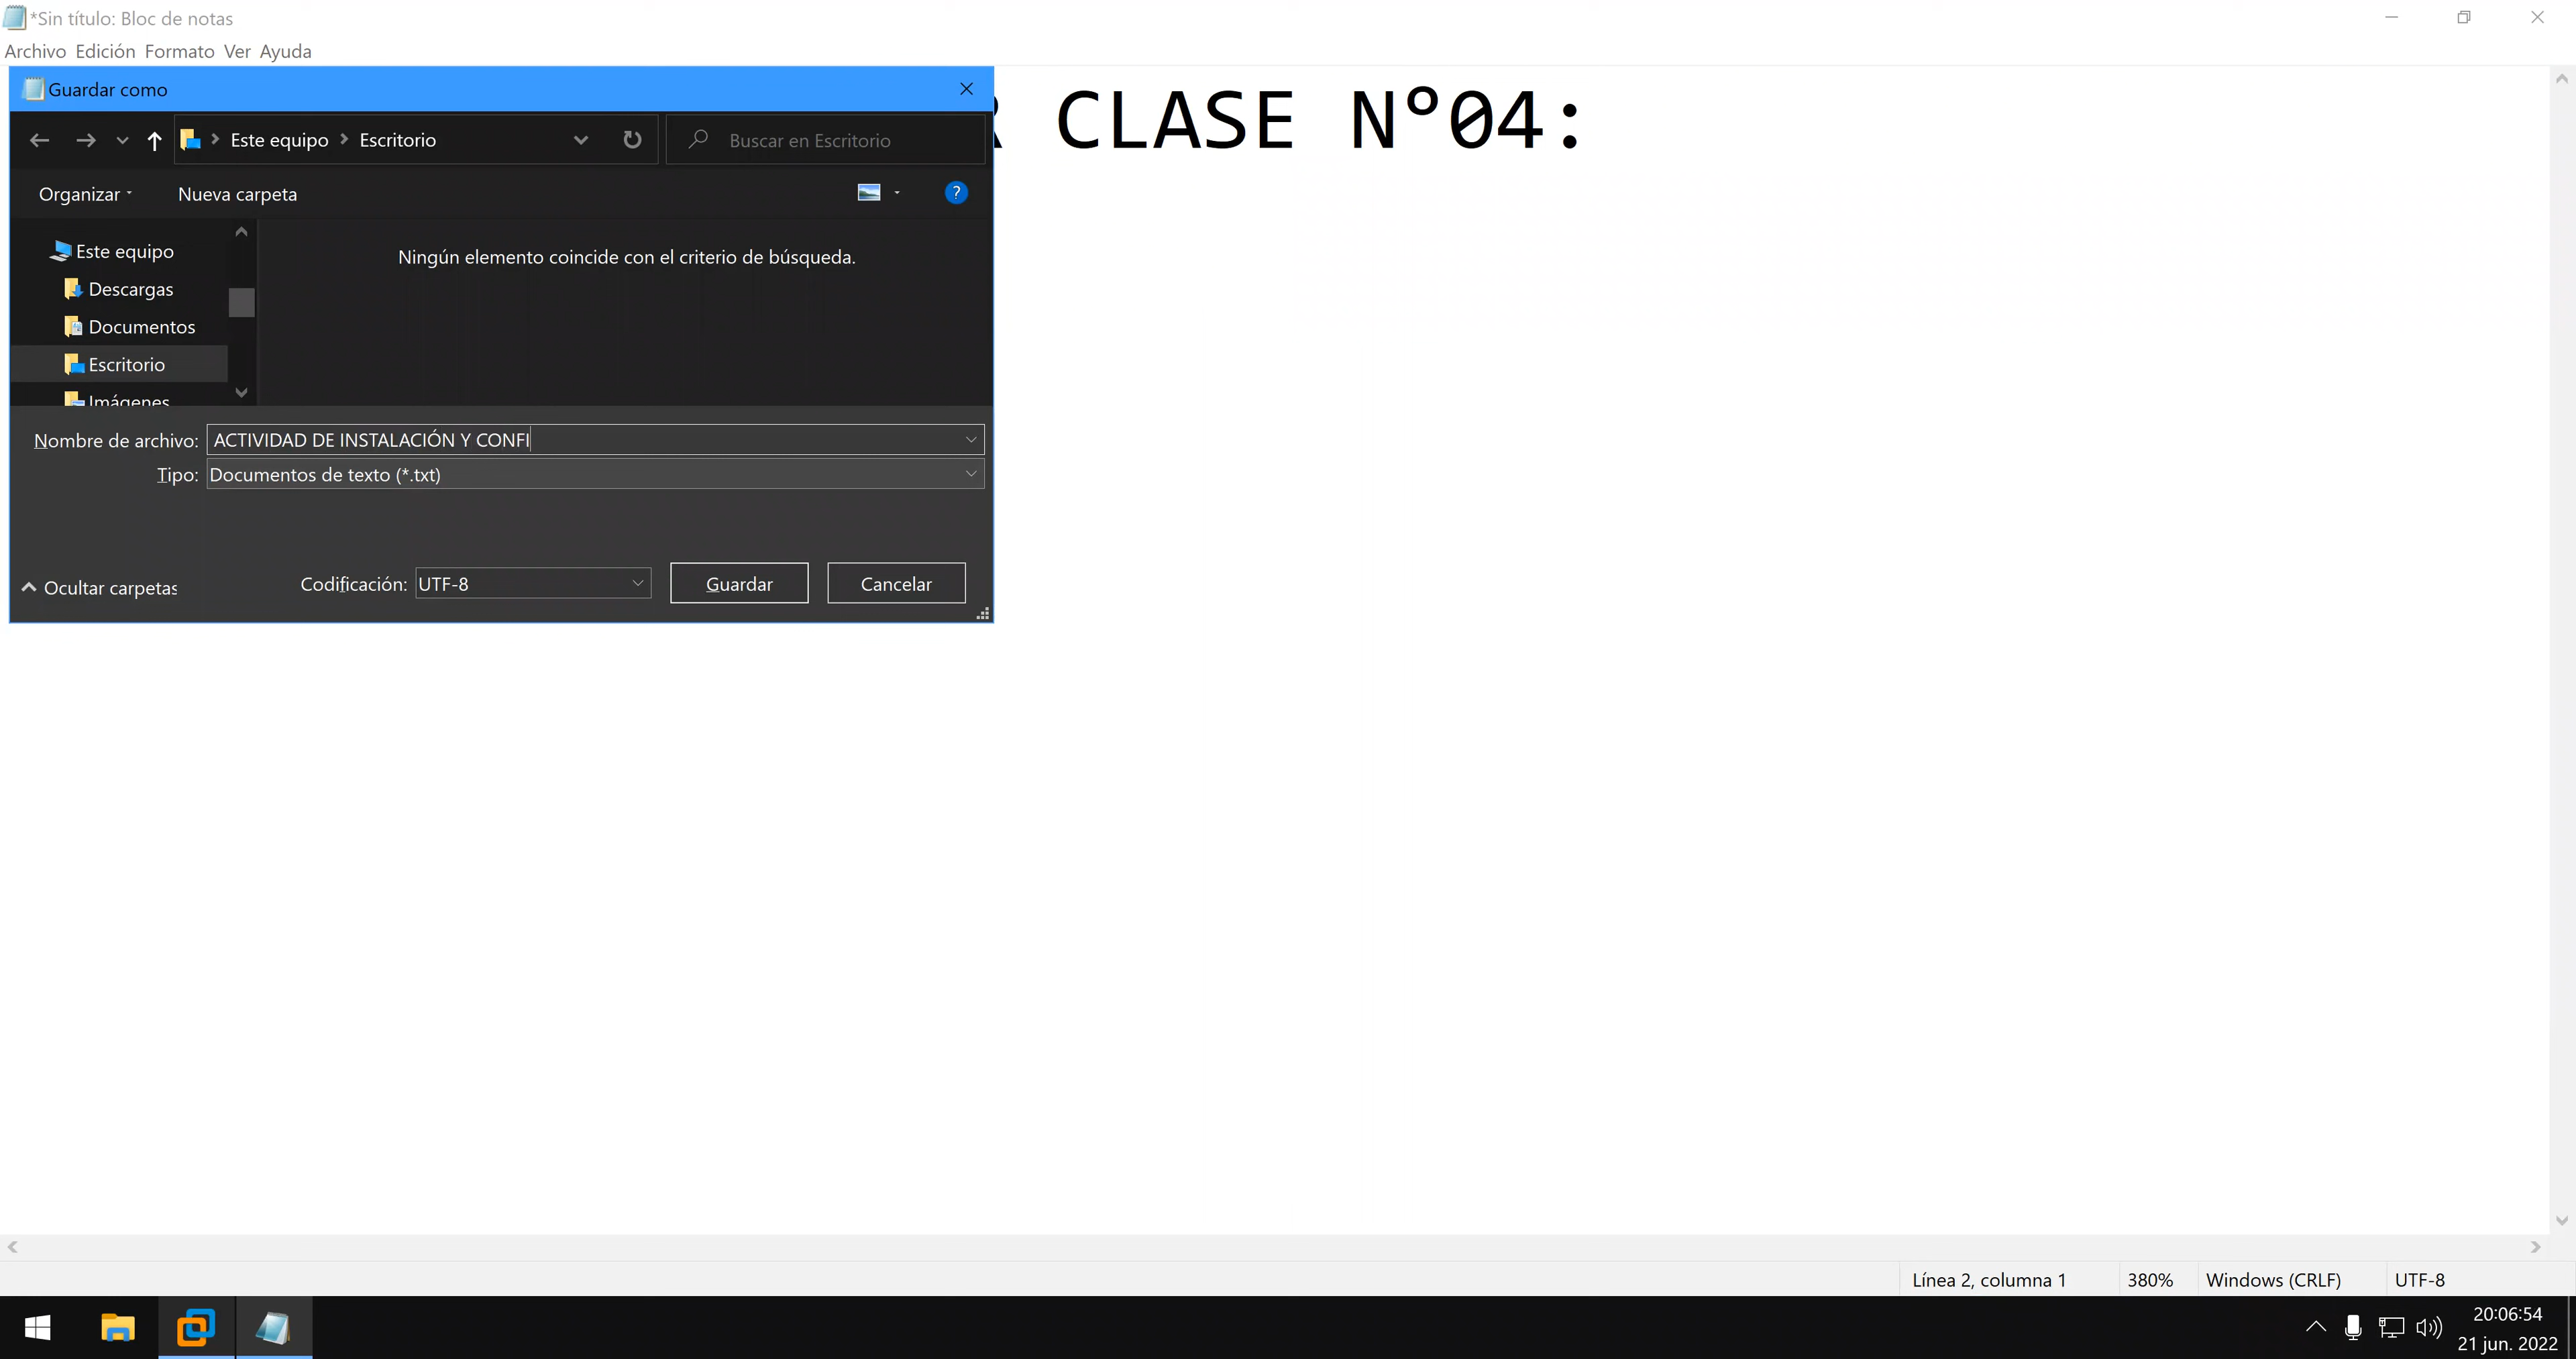 *Sin título: Bloc de notas
Archivo Edición Formato Ver Ayuda
Guardar como
CLASE N°04:
Este equipo Escritorio
Buscar en Escritorio
Organizar
Nueva carpeta
?
Este equipo
Descargas
Documentos
Escritorio
Imágenes
Ningún elemento coincide con el criterio de búsqueda.
Nombre de archivo: ACTIVIDAD DE INSTALACIÓN Y CONFI
Tipo: Documentos de texto (*.txt)
Ocultar carpetas
Codificación: UTF-8
Guardar
Cancelar
Línea 2, columna 1
380%
Windows (CRLF)
UTF-8
20:06:54
21 jun. 2022